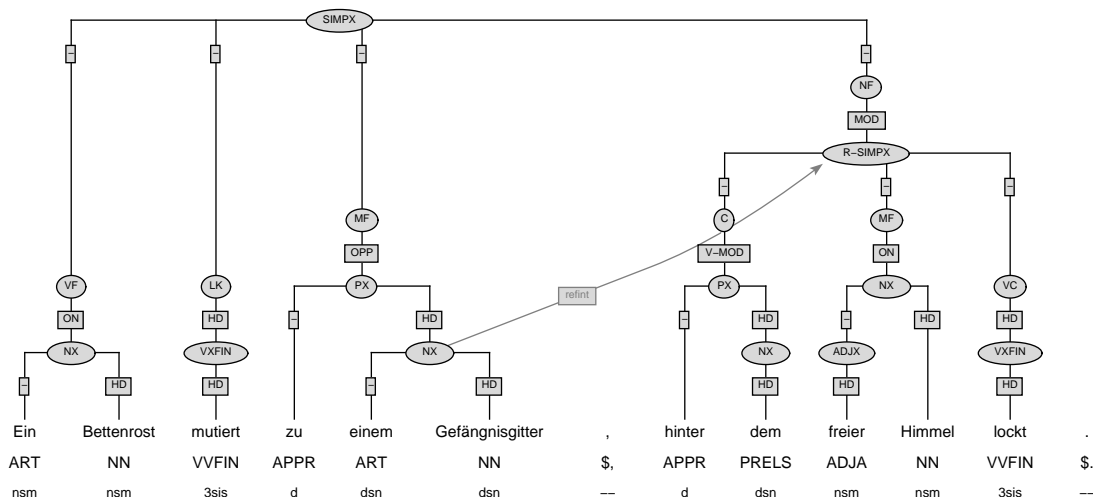 SIMPX
– – – –
NF
MOD
R–SIMPX
– – –
MF C MF
OPP V–MOD ON
VF LK PX PX NX VC
refint
ON HD – HD – HD – HD HD
NX VXFIN NX NX ADJX VXFIN
– HD HD – HD HD HD HD
Ein Bettenrost mutiert zu einem Gefängnisgitter , hinter dem freier Himmel lockt .
ART NN VVFIN APPR ART NN $, APPR PRELS ADJA NN VVFIN $.
nsm nsm 3sis d dsn dsn –– d dsn nsm nsm 3sis ––